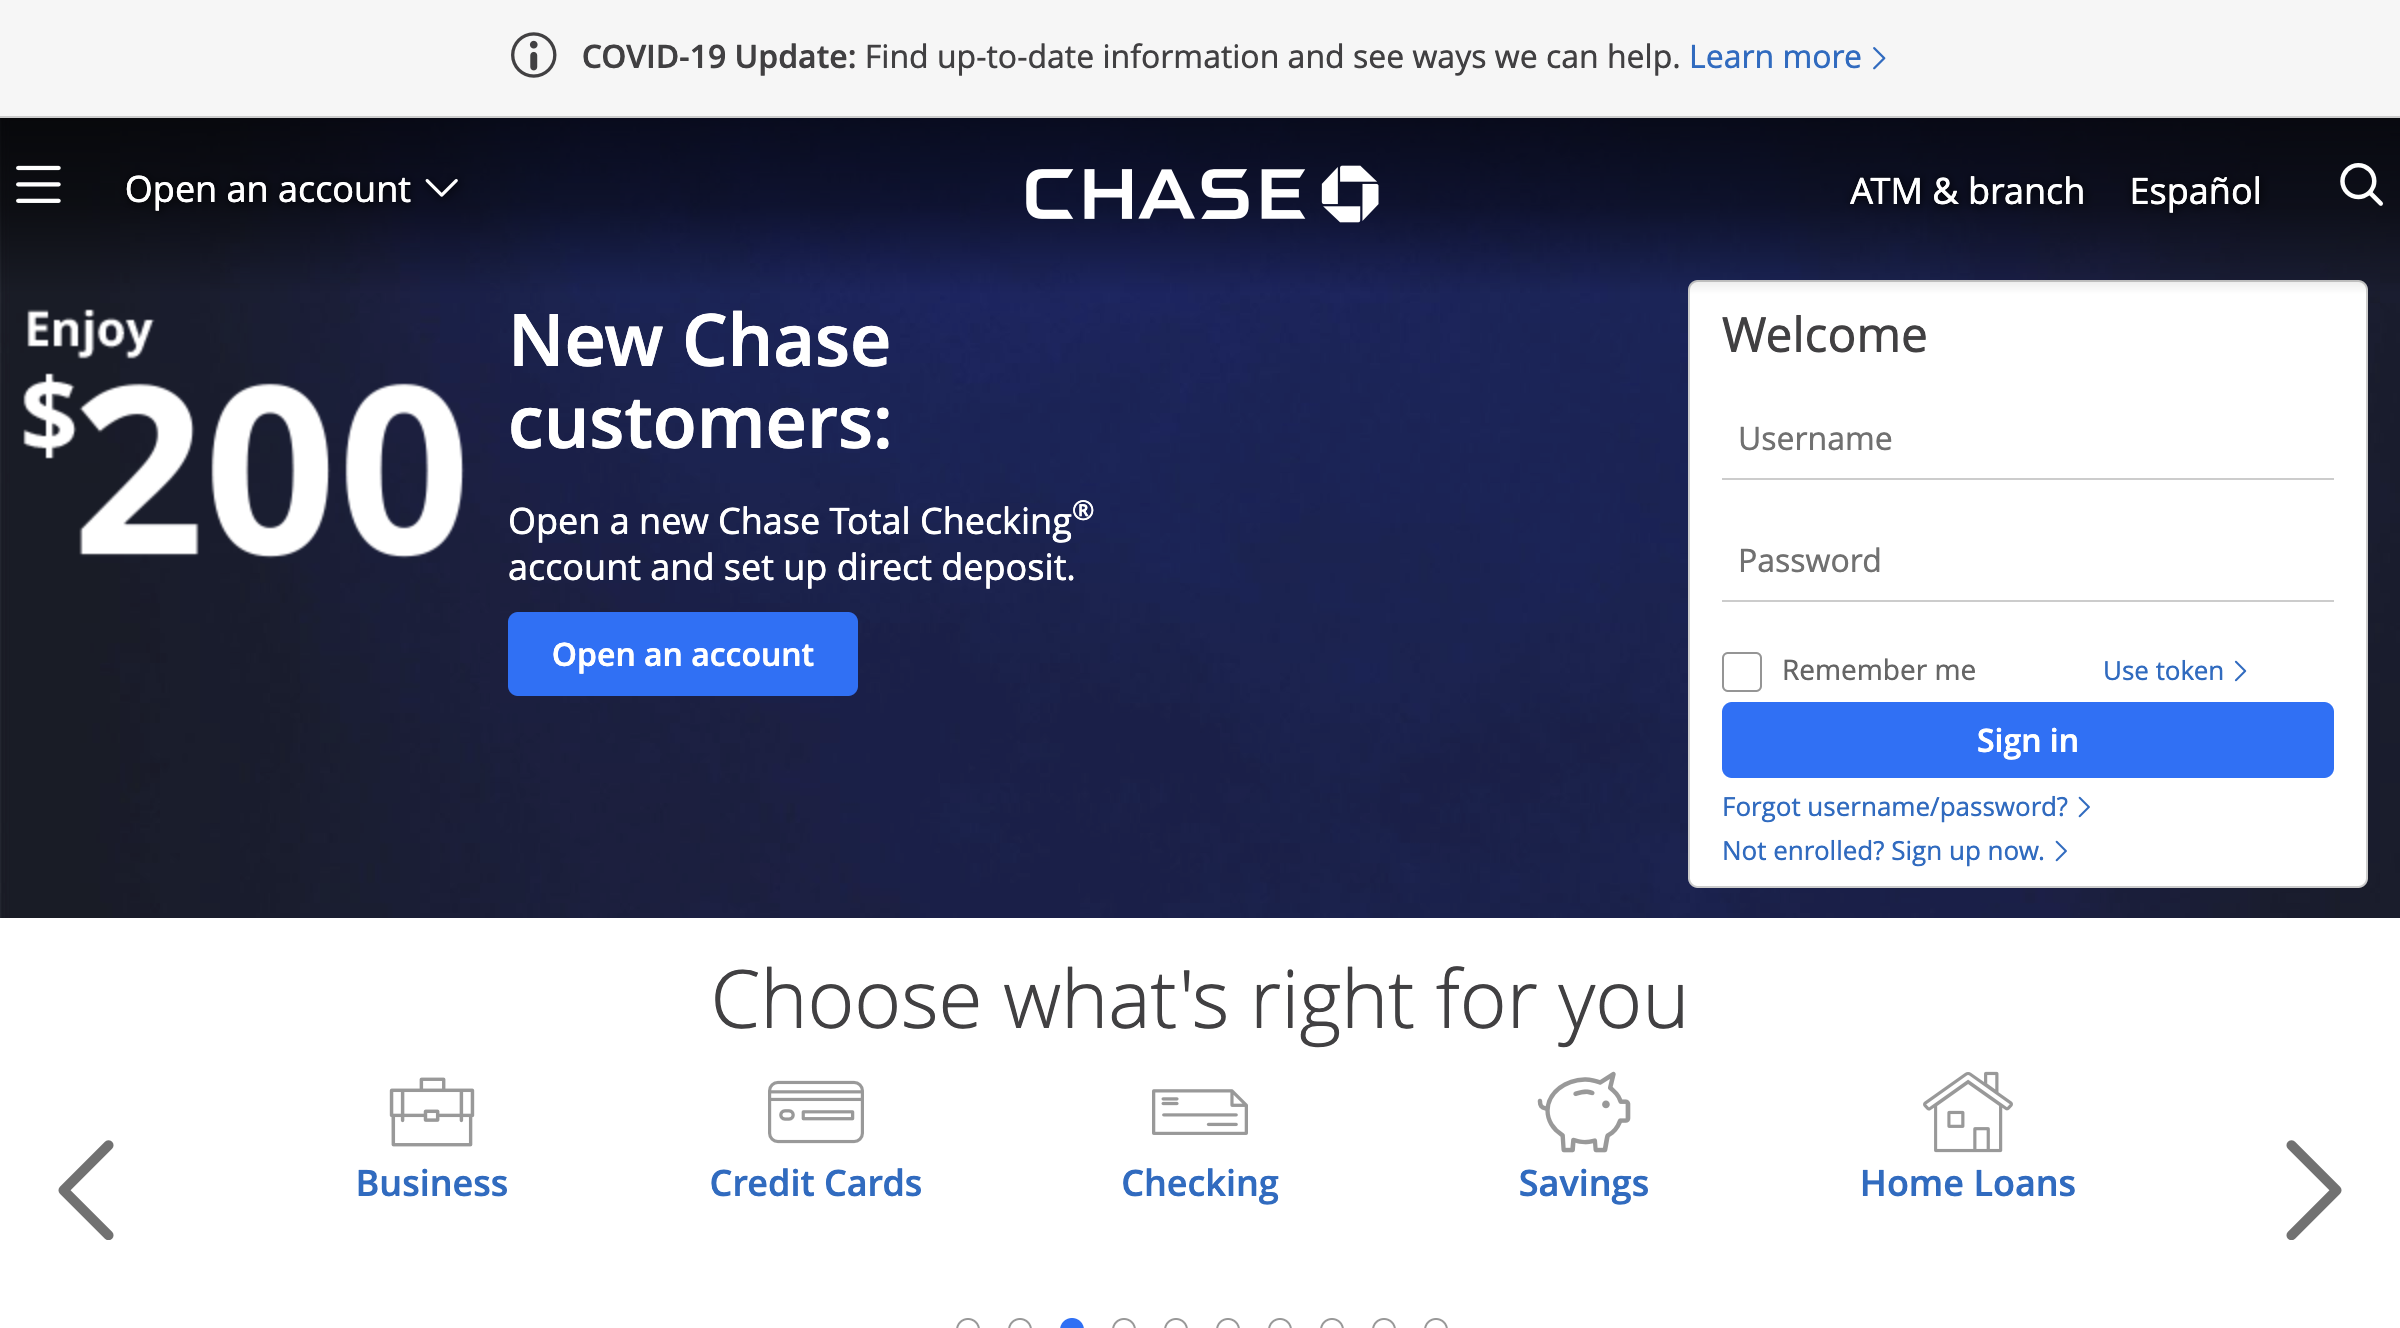 COVID-19 Update: Find up-to-date information and see ways we can help. Learn more
Open an account
CHASE
ATM & branch
Español
Enjoy
$200
New Chase
customers:
Open a new Chase Total Checking®
account and set up direct deposit.
Open an account
Welcome
Username
Password
Remember me
Use token
Sign in
Forgot username/password?
Not enrolled? Sign up now.
Choose what's right for you
Business
Credit Cards
Checking
Savings
Home Loans